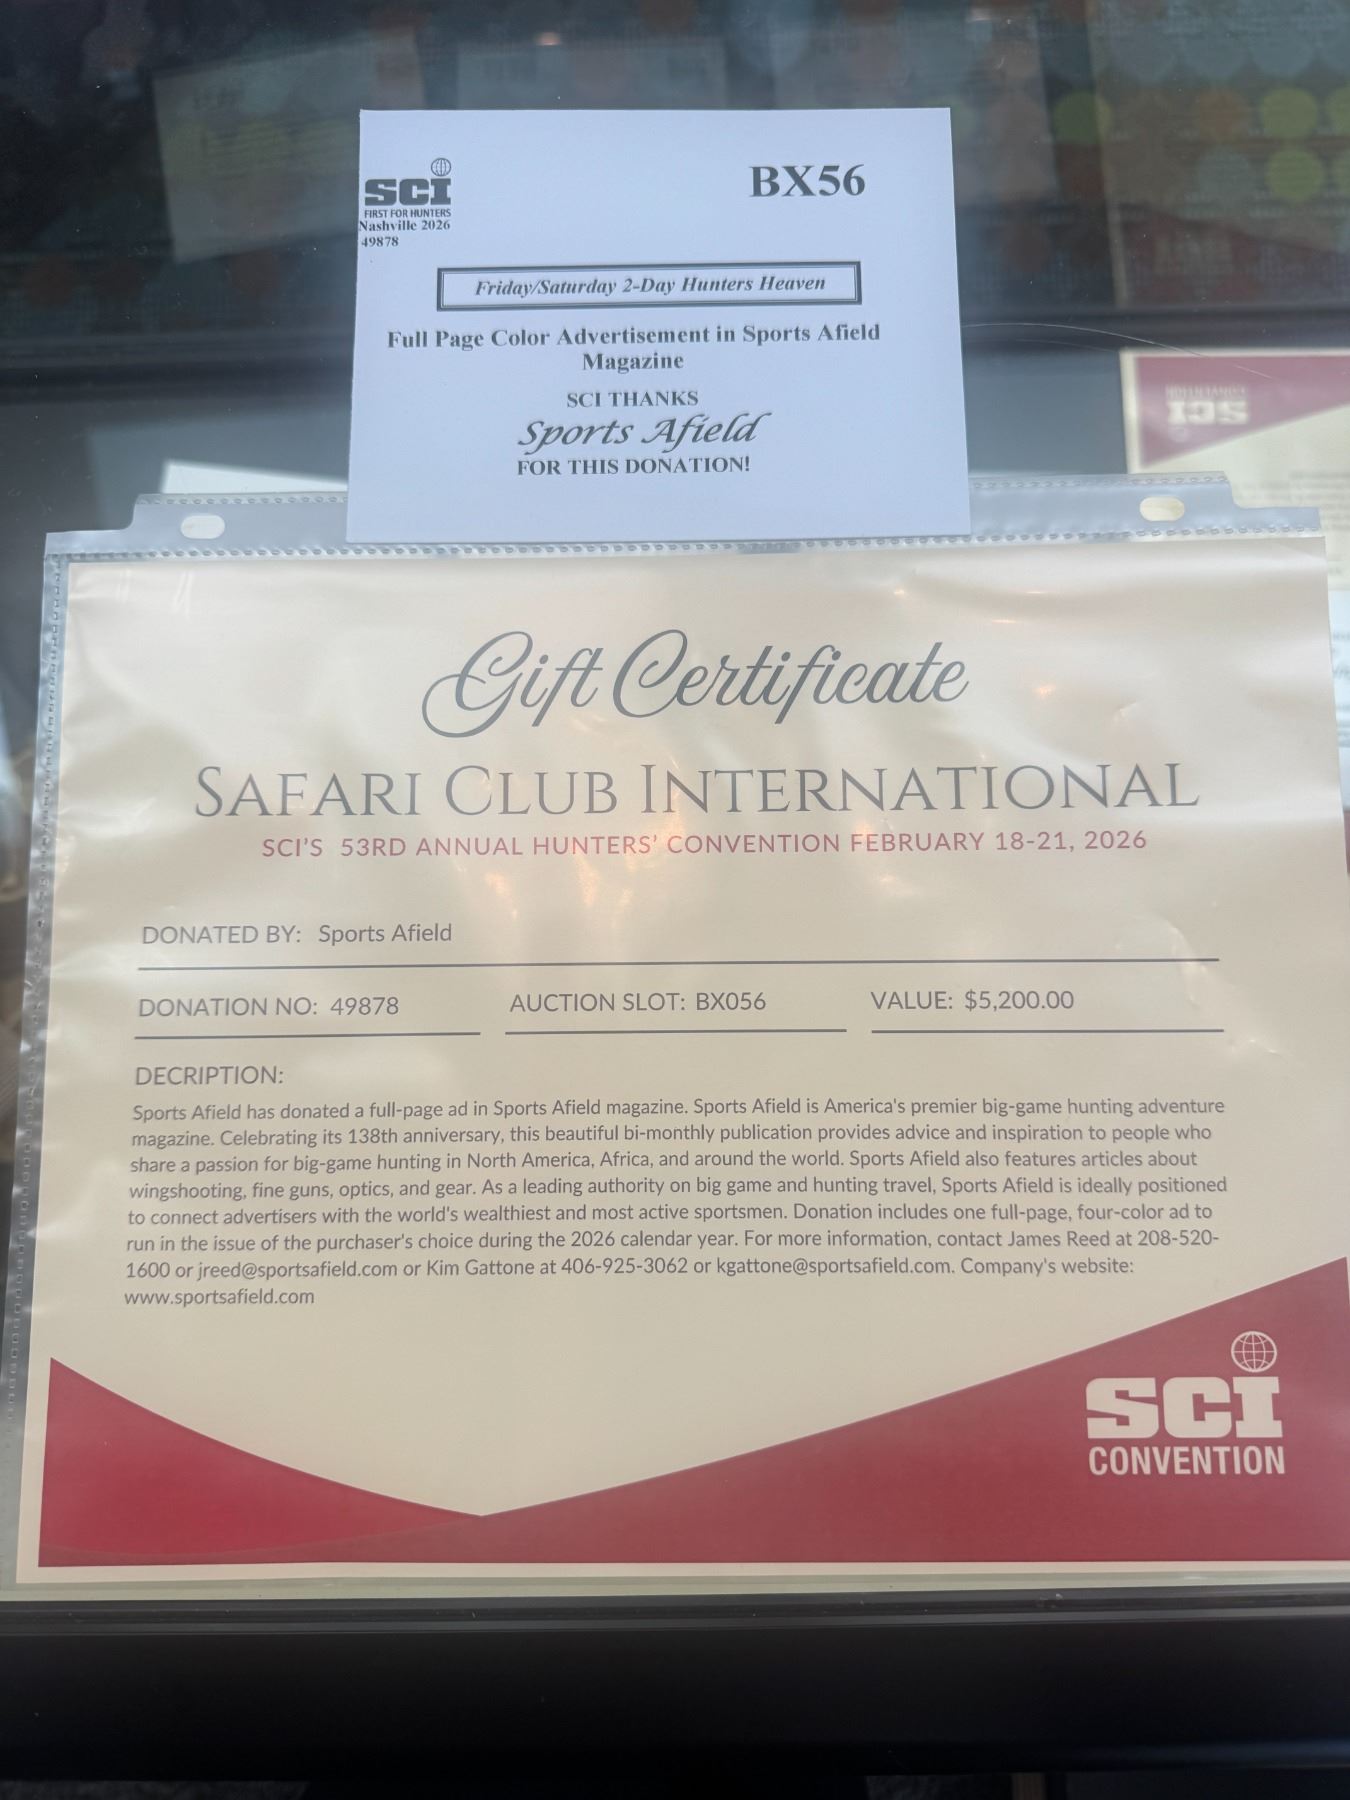 SCI
FIRST FOR HUNTERS
Nashville 2026
49878
BX56
Friday/Saturday 2-Day Hunters Heaven
Full Page Color Advertisement in Sports Afield
Magazine
SCI THANKS
Sports Afield
FOR THIS DONATION!
Gift Certificate
SAFARI CLUB INTERNATIONAL
SCI'S 53RD ANNUAL HUNTERS' CONVENTION FEBRUARY 18-21, 2026
DONATED BY: Sports Afield
DONATION NO: 49878 AUCTION SLOT: BX056 VALUE: $5,200.00
DECRIPTION:
Sports Afield has donated a full-page ad in Sports Afield magazine. Sports Afield is America's premier big-game hunting adventure
magazine. Celebrating its 138th anniversary, this beautiful bi-monthly publication provides advice and inspiration to people who
share a passion for big-game hunting in North America, Africa, and around the world. Sports Afield also features articles about
wingshooting, fine guns, optics, and gear. As a leading authority on big game and hunting travel, Sports Afield is ideally positioned
to connect advertisers with the world's wealthiest and most active sportsmen. Donation includes one full-page, four-color ad to
run in the issue of the purchaser's choice during the 2026 calendar year. For more information, contact James Reed at 208-520-
1600 or jreed@sportsafield.com or Kim Gattone at 406-925-3062 or kgattone@sportsafield.com. Company's website:
www.sportsafield.com
SCI
CONVENTION
SCI
CONVENTION